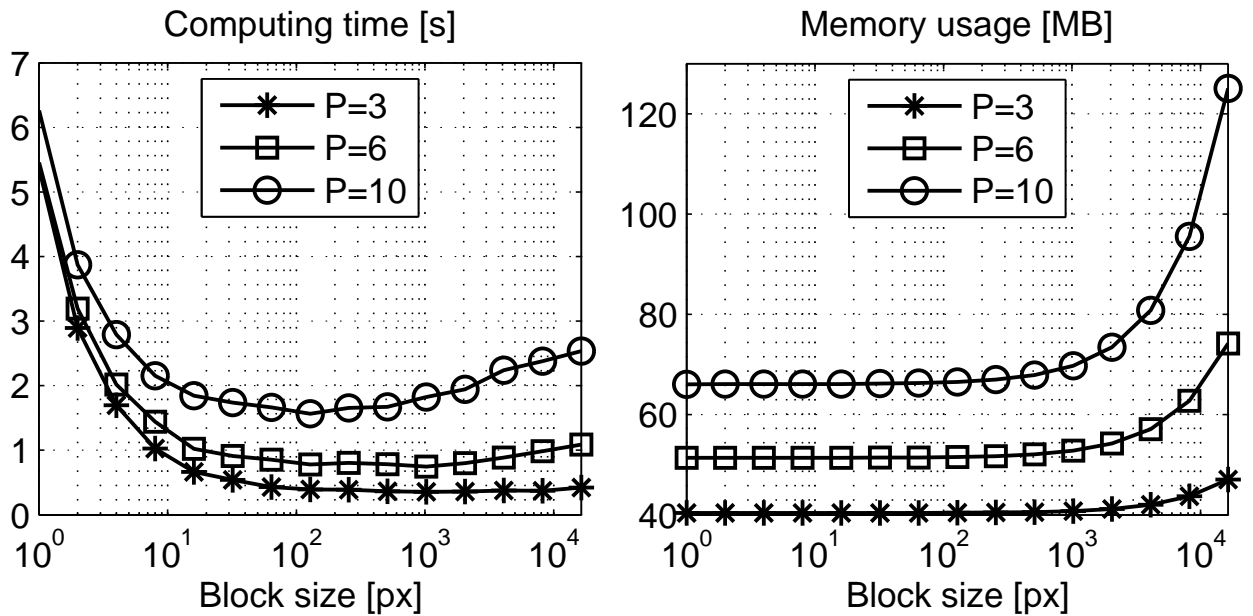 Computing time [s]
7
6
5
4
3
2
1
0
P=3
P=6
P=10
10^0 10^1 10^2 10^3 10^4
Block size [px]
Memory usage [MB]
120
100
80
60
40
P=3
P=6
P=10
10^0 10^1 10^2 10^3 10^4
Block size [px]